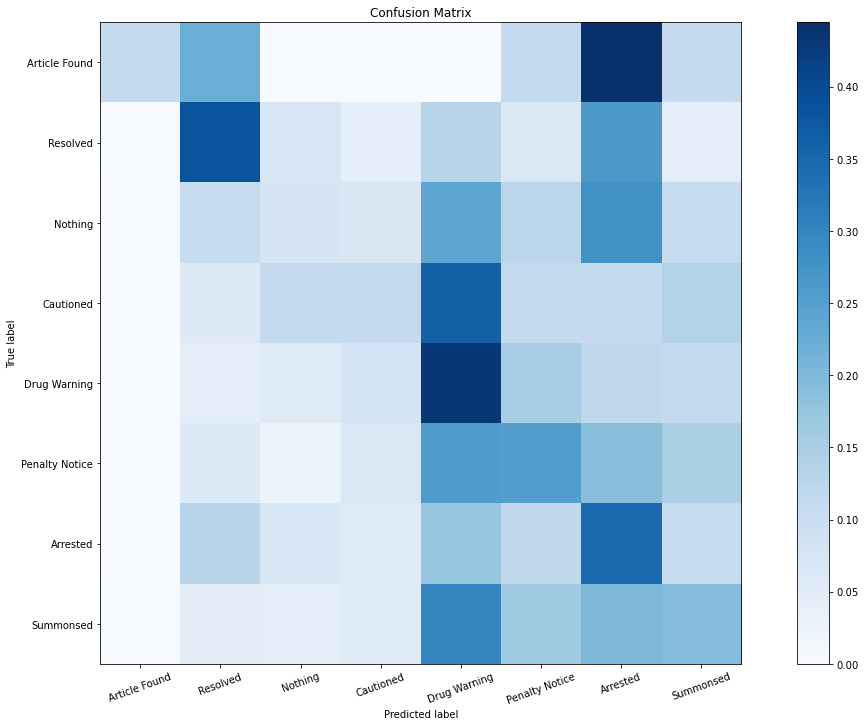 Confusion Matrix
True label
Article Found
Resolved
Nothing
Cautioned
Drug Warning
Penalty Notice
Arrested
Summonsed
Article Found
Resolved
Nothing
Cautioned
Drug Warning
Penalty Notice
Arrested
Summonsed
Predicted label
0.40
0.35
0.30
0.25
0.20
0.15
0.10
0.05
0.00